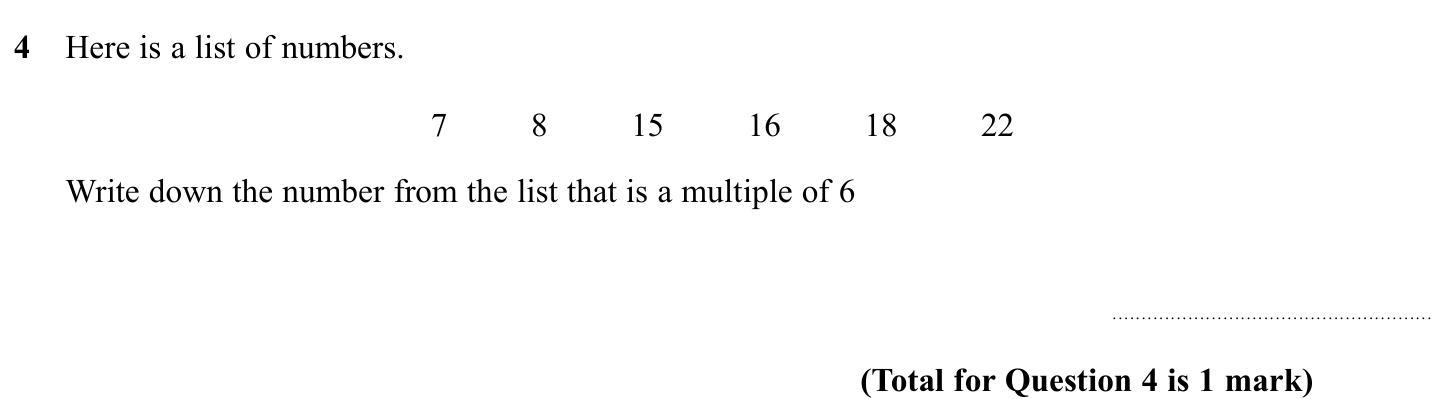 4 Here is a list of numbers.
7 8 15 16 18 22
Write down the number from the list that is a multiple of 6
(Total for Question 4 is 1 mark)